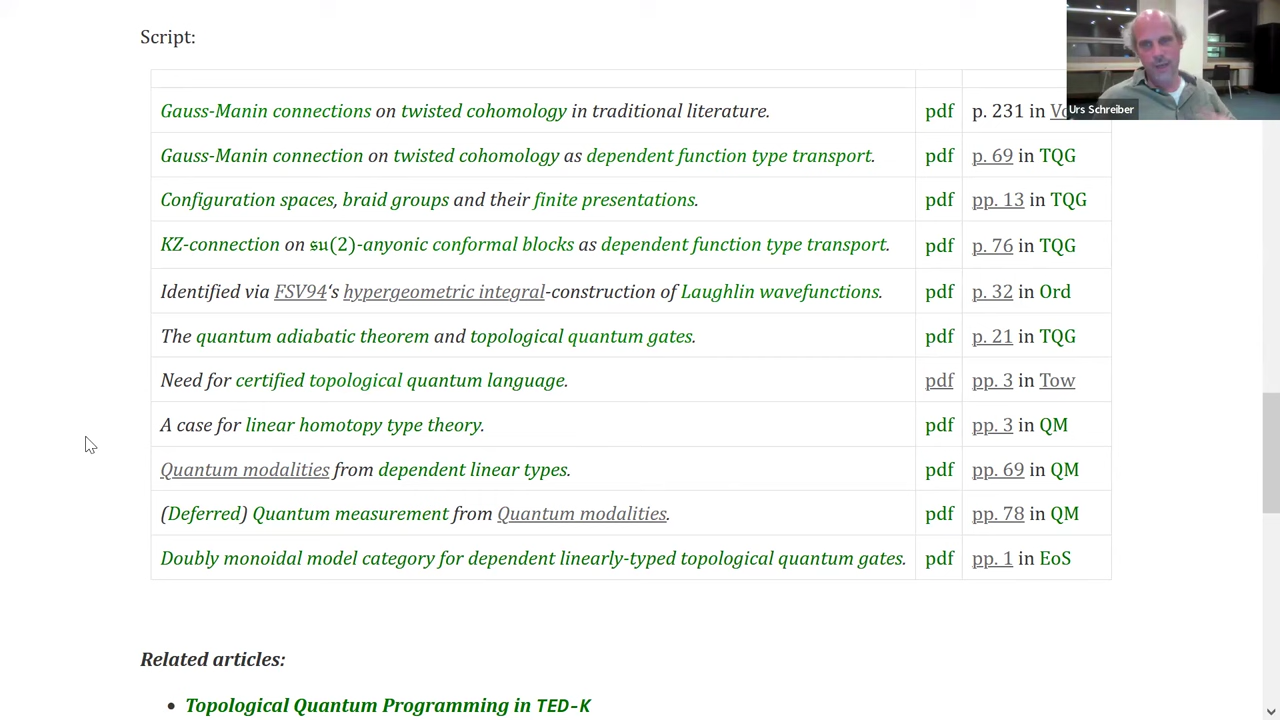 Script:
Gauss-Manin connections on twisted cohomology in traditional literature. pdf p. 231 in
Urs Schreiber
Gauss-Manin connection on twisted cohomology as dependent function type transport. pdf p. 69 in TQG
Configuration spaces, braid groups and their finite presentations. pdf pp. 13 in TQG
KZ-connection on 𝔰𝔲(2)-anyonic conformal blocks as dependent function type transport. pdf p. 76 in TQG
Identified via FSV94‘s hypergeometric integral-construction of Laughlin wavefunctions. pdf p. 32 in Ord
The quantum adiabatic theorem and topological quantum gates. pdf p. 21 in TQG
Need for certified topological quantum language. pdf pp. 3 in Tow
A case for linear homotopy type theory. pdf pp. 3 in QM
Quantum modalities from dependent linear types. pdf pp. 69 in QM
(Deferred) Quantum measurement from Quantum modalities. pdf pp. 78 in QM
Doubly monoidal model category for dependent linearly-typed topological quantum gates. pdf pp. 1 in EoS
Related articles:
• Topological Quantum Programming in TED-K